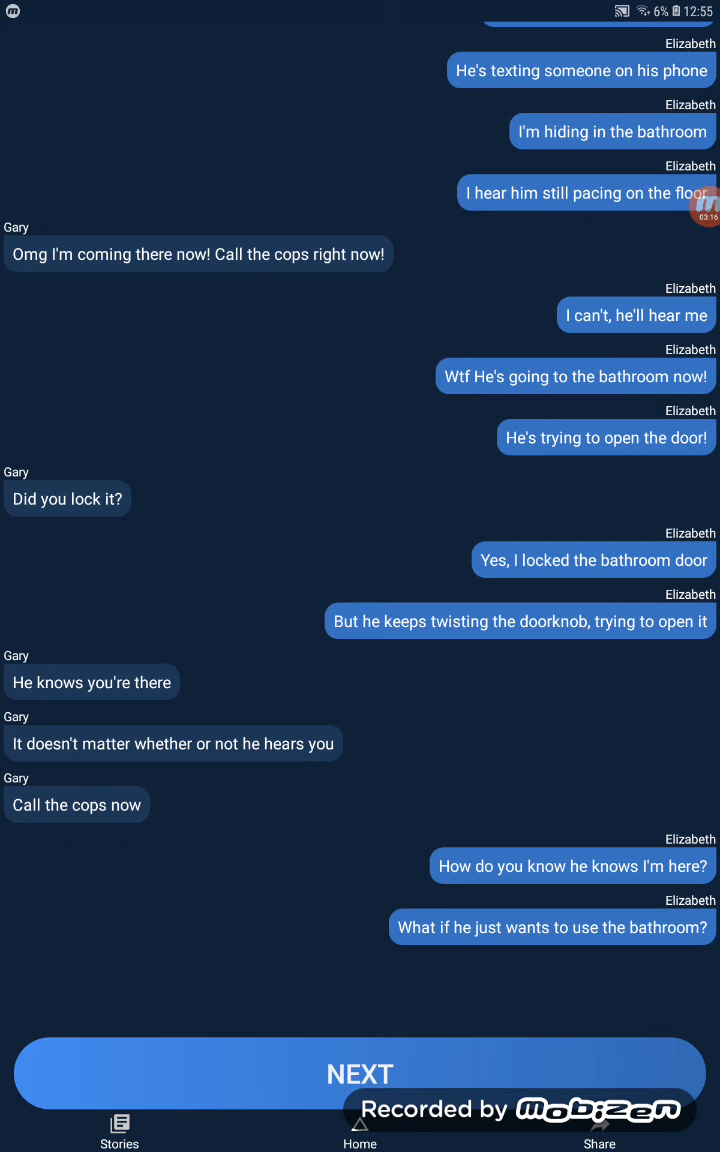 6% 12:55
Elizabeth
He's texting someone on his phone
Elizabeth
I'm hiding in the bathroom
Elizabeth
I hear him still pacing on the floor
03:16
Gary
Omg I'm coming there now! Call the cops right now!
Elizabeth
I can't, he'll hear me
Elizabeth
Wtf He's going to the bathroom now!
Elizabeth
He's trying to open the door!
Gary
Did you lock it?
Elizabeth
Yes, I locked the bathroom door
Elizabeth
But he keeps twisting the doorknob, trying to open it
Gary
He knows you're there
Gary
It doesn't matter whether or not he hears you
Gary
Call the cops now
Elizabeth
How do you know he knows I'm here?
Elizabeth
What if he just wants to use the bathroom?
NEXT
Recorded by mobizen
Stories Home Share